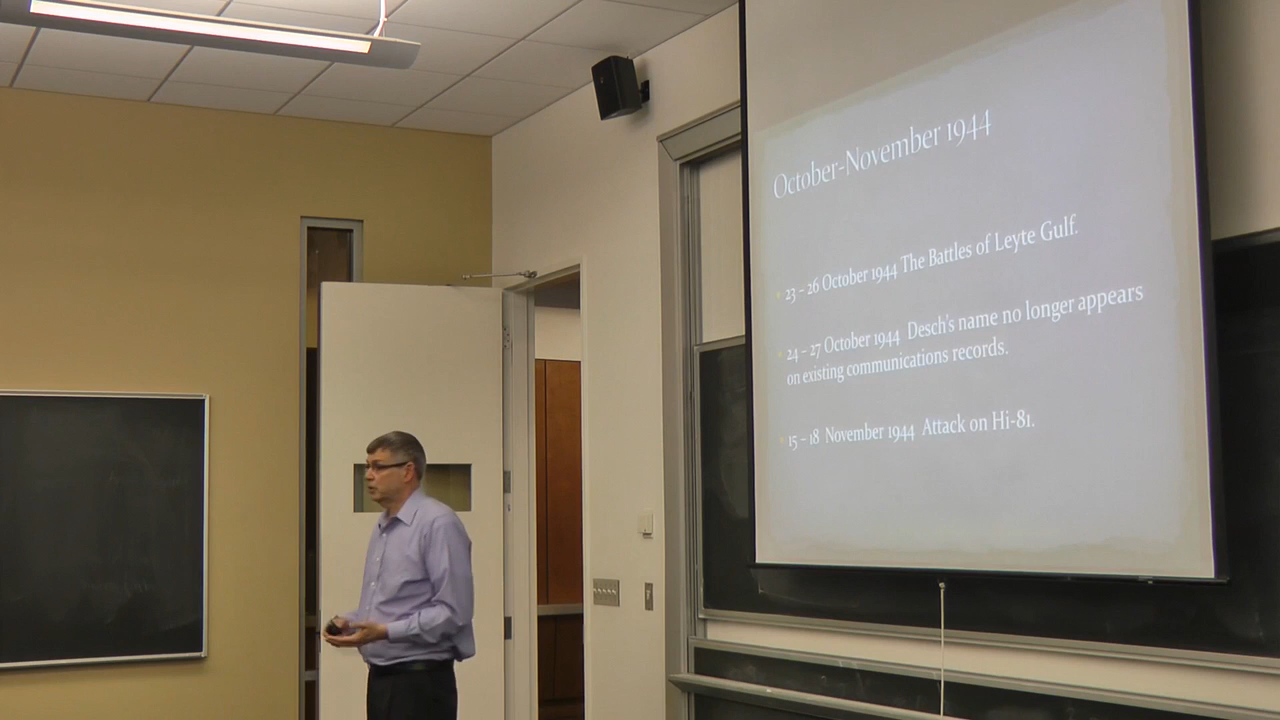 October-November 1944
23 – 26 October 1944 The Battles of Leyte Gulf.
24 – 27 October 1944 Desch's name no longer appears
on existing communications records.
15 – 18 November 1944 Attack on Hi-81.